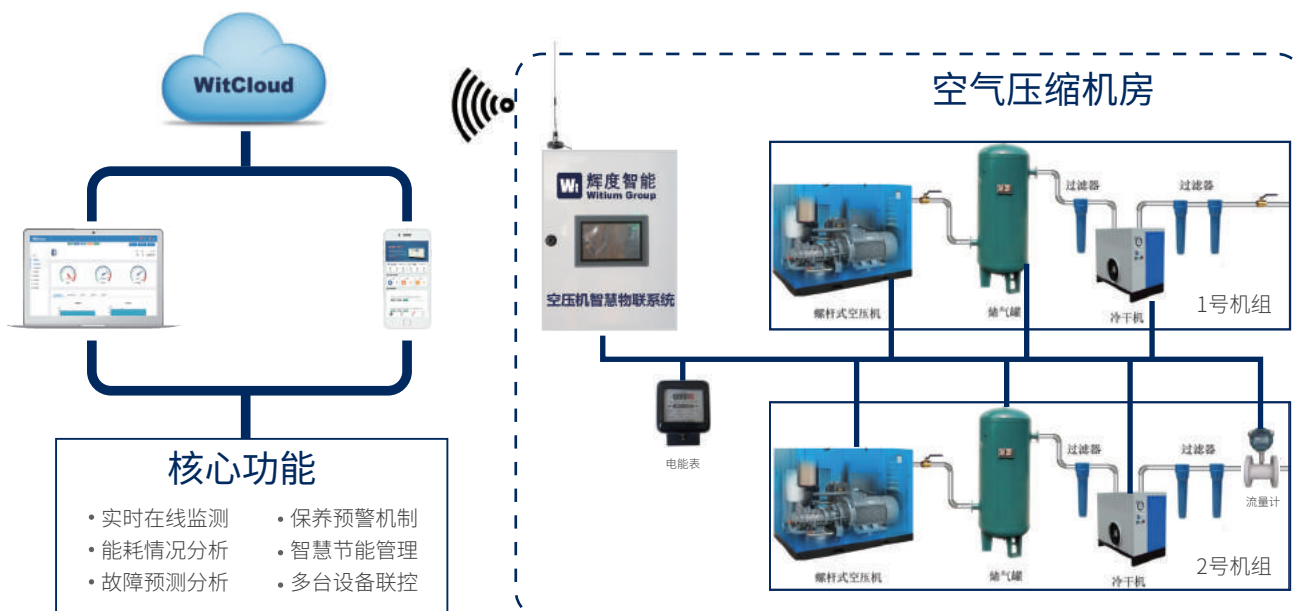 WitCloud
空气压缩机房
Wi 辉度智能
Witium Group
空压机智慧物联系统
过滤器
过滤器
螺杆式空压机
储气罐
冷干机
1号机组
电能表
核心功能
• 实时在线监测
• 能耗情况分析
• 故障预测分析
• 保养预警机制
• 智慧节能管理
• 多台设备联控
过滤器
过滤器
流量计
螺杆式空压机
储气罐
冷干机
2号机组